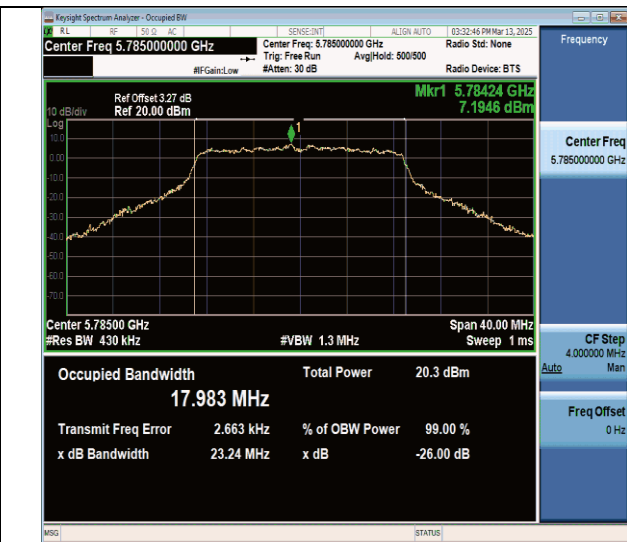 Keysight Spectrum Analyzer - Occupied BW
RL RF 50 Ω AC SENSE:INT ALIGN AUTO 03:32:46 PM Mar 13, 2025
Center Freq 5.785000000 GHz
Center Freq: 5.785000000 GHz
Radio Std: None
Trig: Free Run Avg|Hold: 500/500
#IFGain:Low #Atten: 30 dB Radio Device: BTS
Frequency
Ref Offset 3.27 dB
Mkr1 5.78424 GHz
10 dB/div Ref 20.00 dBm 7.1946 dBm
Log
10.0
1
0.00
-10.0
-20.0
-30.0
-40.0
-50.0
-60.0
-70.0
Center 5.78500 GHz Span 40.00 MHz
#Res BW 430 kHz #VBW 1.3 MHz Sweep 1 ms
Occupied Bandwidth Total Power 20.3 dBm
17.983 MHz
Transmit Freq Error 2.663 kHz % of OBW Power 99.00 %
x dB Bandwidth 23.24 MHz x dB -26.00 dB
Center Freq
5.785000000 GHz
CF Step
4.000000 MHz
Auto Man
Freq Offset
0 Hz
MSG STATUS